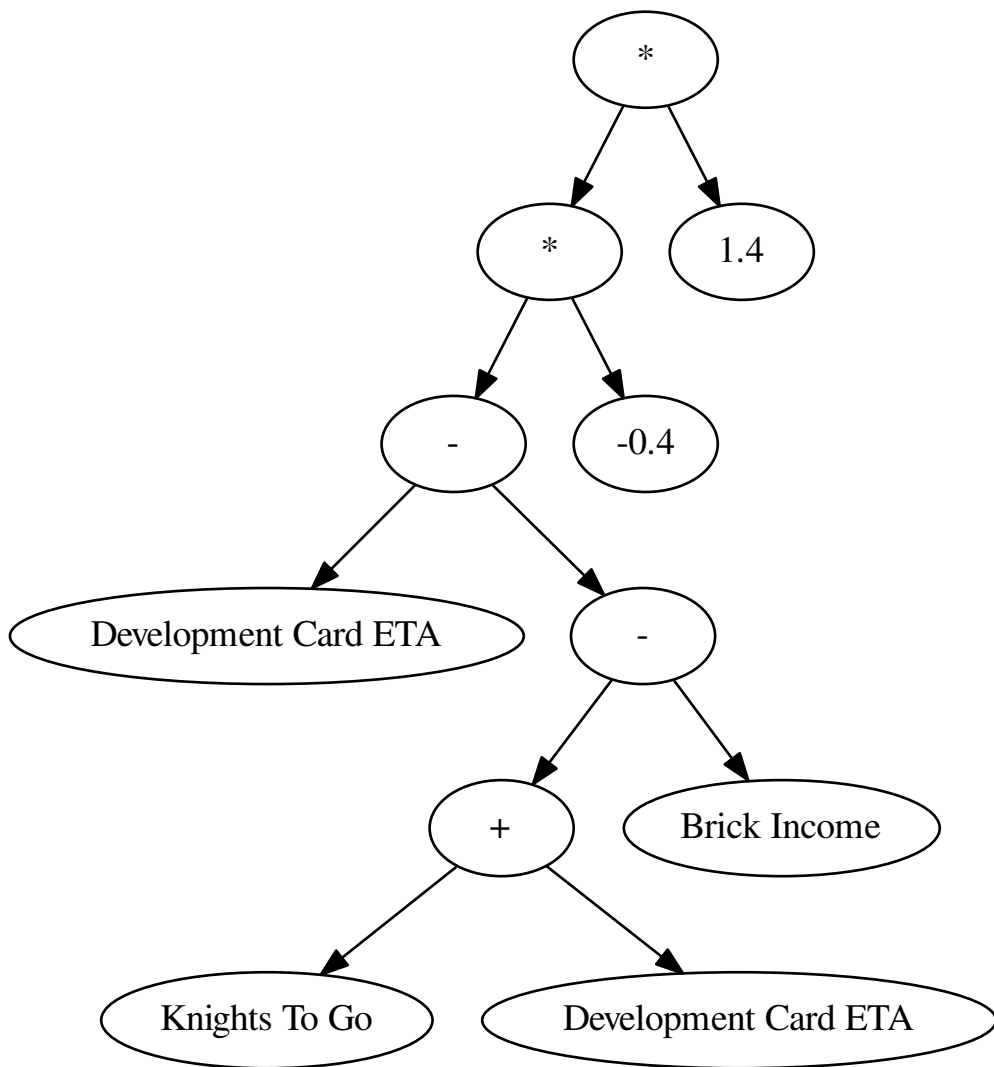 *
*
1.4
-
-0.4
Development Card ETA
-
+
Brick Income
Knights To Go
Development Card ETA